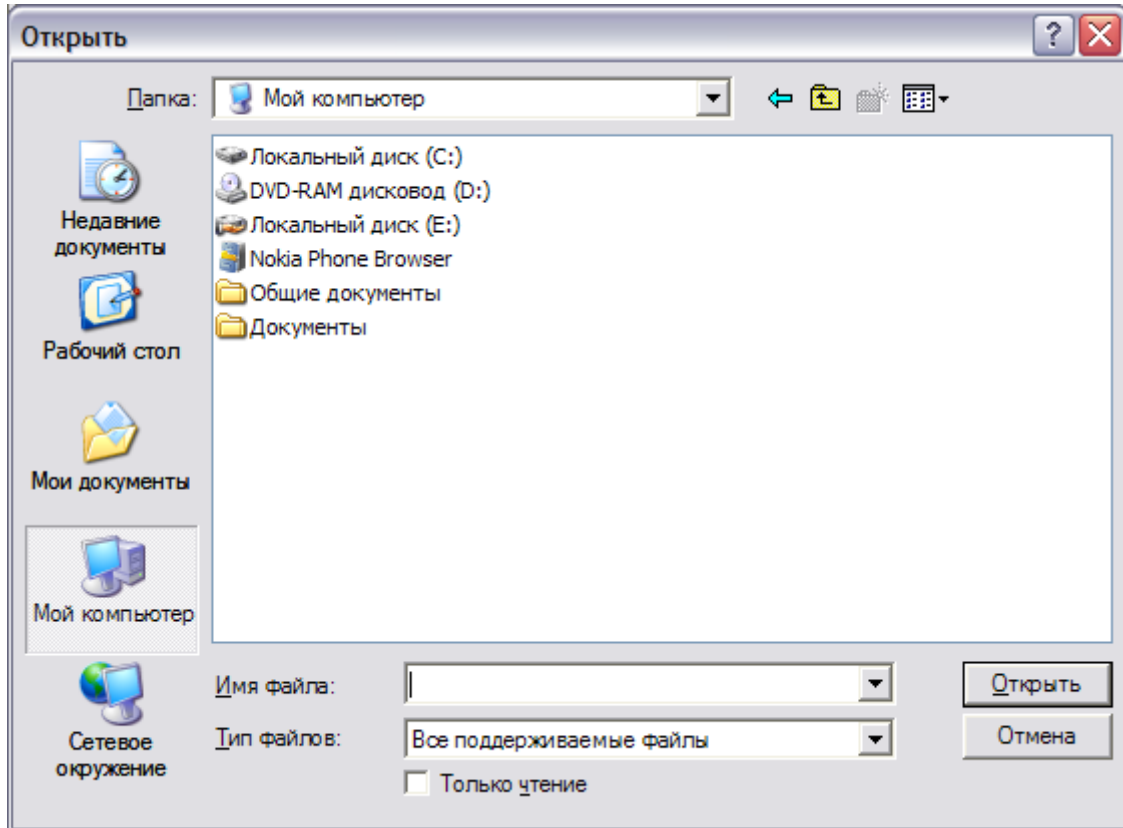 Открыть
Папка:
Мой компьютер
Недавние
документы
Рабочий стол
Мои документы
Мой компьютер
Сетевое
окружение
Локальный диск (C:)
DVD-RAM дисковод (D:)
Локальный диск (E:)
Nokia Phone Browser
Общие документы
Документы
Имя файла:
Открыть
Тип файлов:
Все поддерживаемые файлы
Отмена
Только чтение